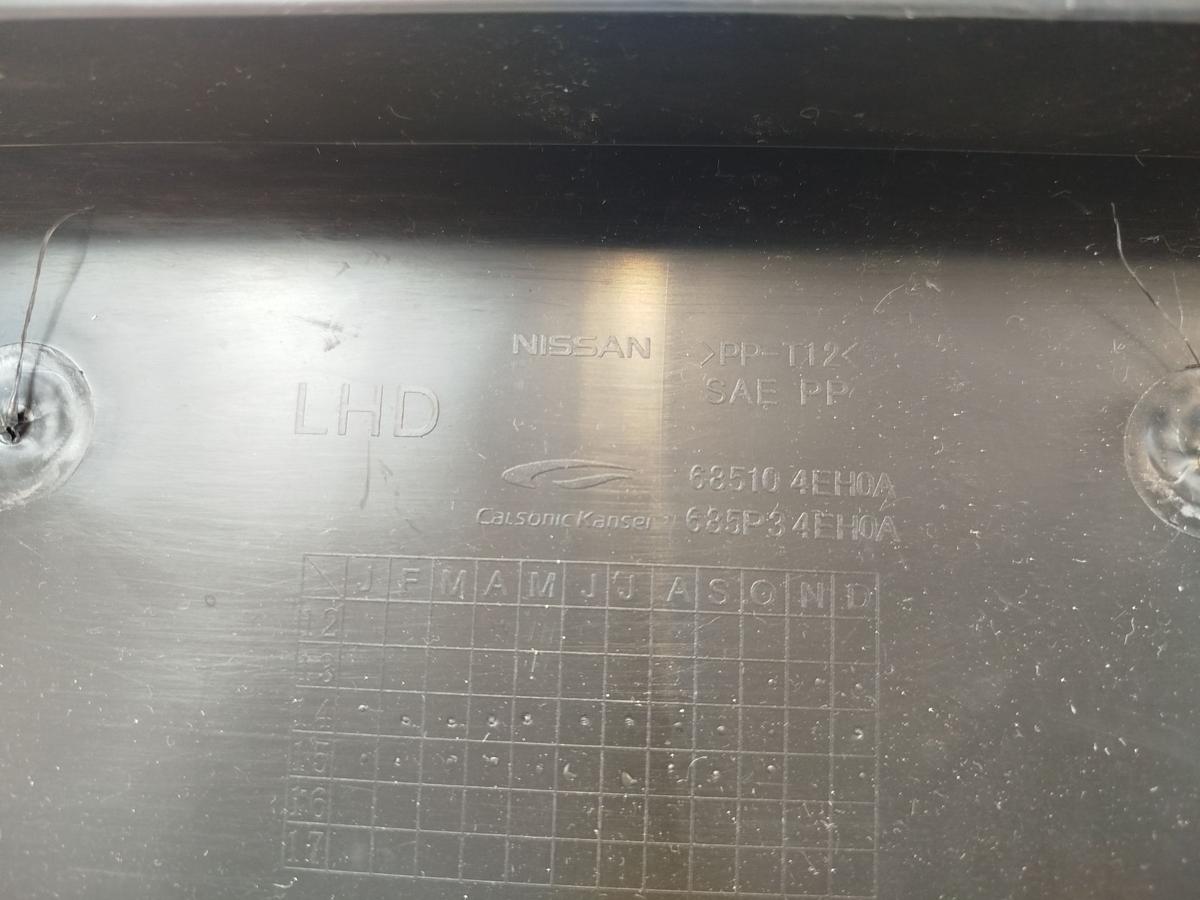 NISSAN
>PP-T12<
SAE PP
LHD
68510 4EH0A
CalsonicKansei
685P3 4EH0A
J F M A M J J A S O N D
12
13
14
15
16
17